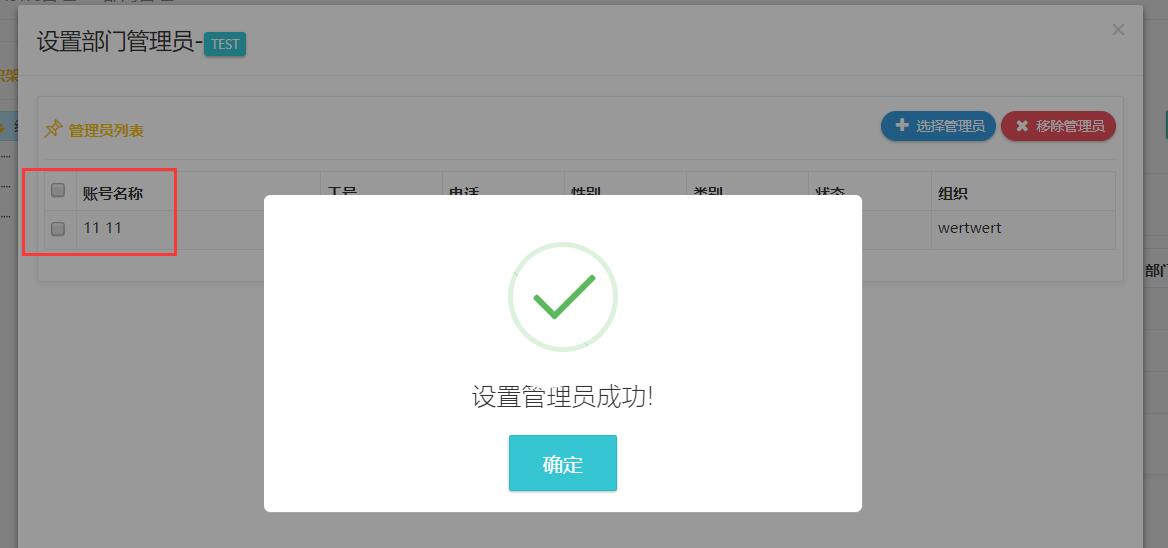 设置部门管理员-TEST
×
管理员列表
选择管理员
移除管理员
账号名称 工号 电话 性别 类别 状态 组织
11 11 wertwert
设置管理员成功!
确定
部门